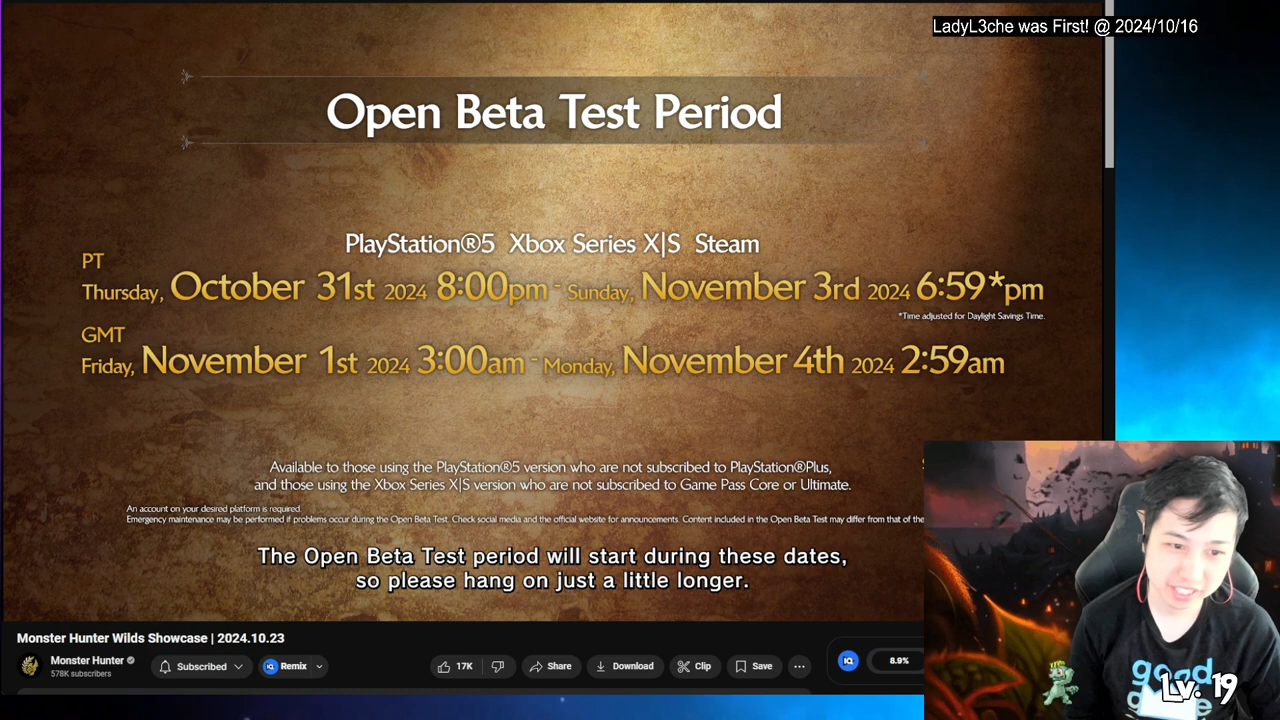 LadyL3che was First! @ 2024/10/16
Open Beta Test Period
PlayStation®5 Xbox Series X|S Steam
PT
Thursday, October 31st 2024 8:00pm - Sunday, November 3rd 2024 6:59*pm
*Time adjusted for Daylight Savings Time.
GMT
Friday, November 1st 2024 3:00am - Monday, November 4th 2024 2:59am
Available to those using the PlayStation®5 version who are not subscribed to PlayStation®Plus,
and those using the Xbox Series X|S version who are not subscribed to Game Pass Core or Ultimate.
An account on your desired platform is required.
Emergency maintenance may be performed if problems occur during the Open Beta Test. Check social media and the official website for announcements. Content included in the Open Beta Test may differ from that of the
The Open Beta Test period will start during these dates,
so please hang on just a little longer.
Monster Hunter Wilds Showcase | 2024.10.23
Monster Hunter
578K subscribers
Subscribed
Remix
17K
Share
Download
Clip
Save
8.9%
good
Lv. 19